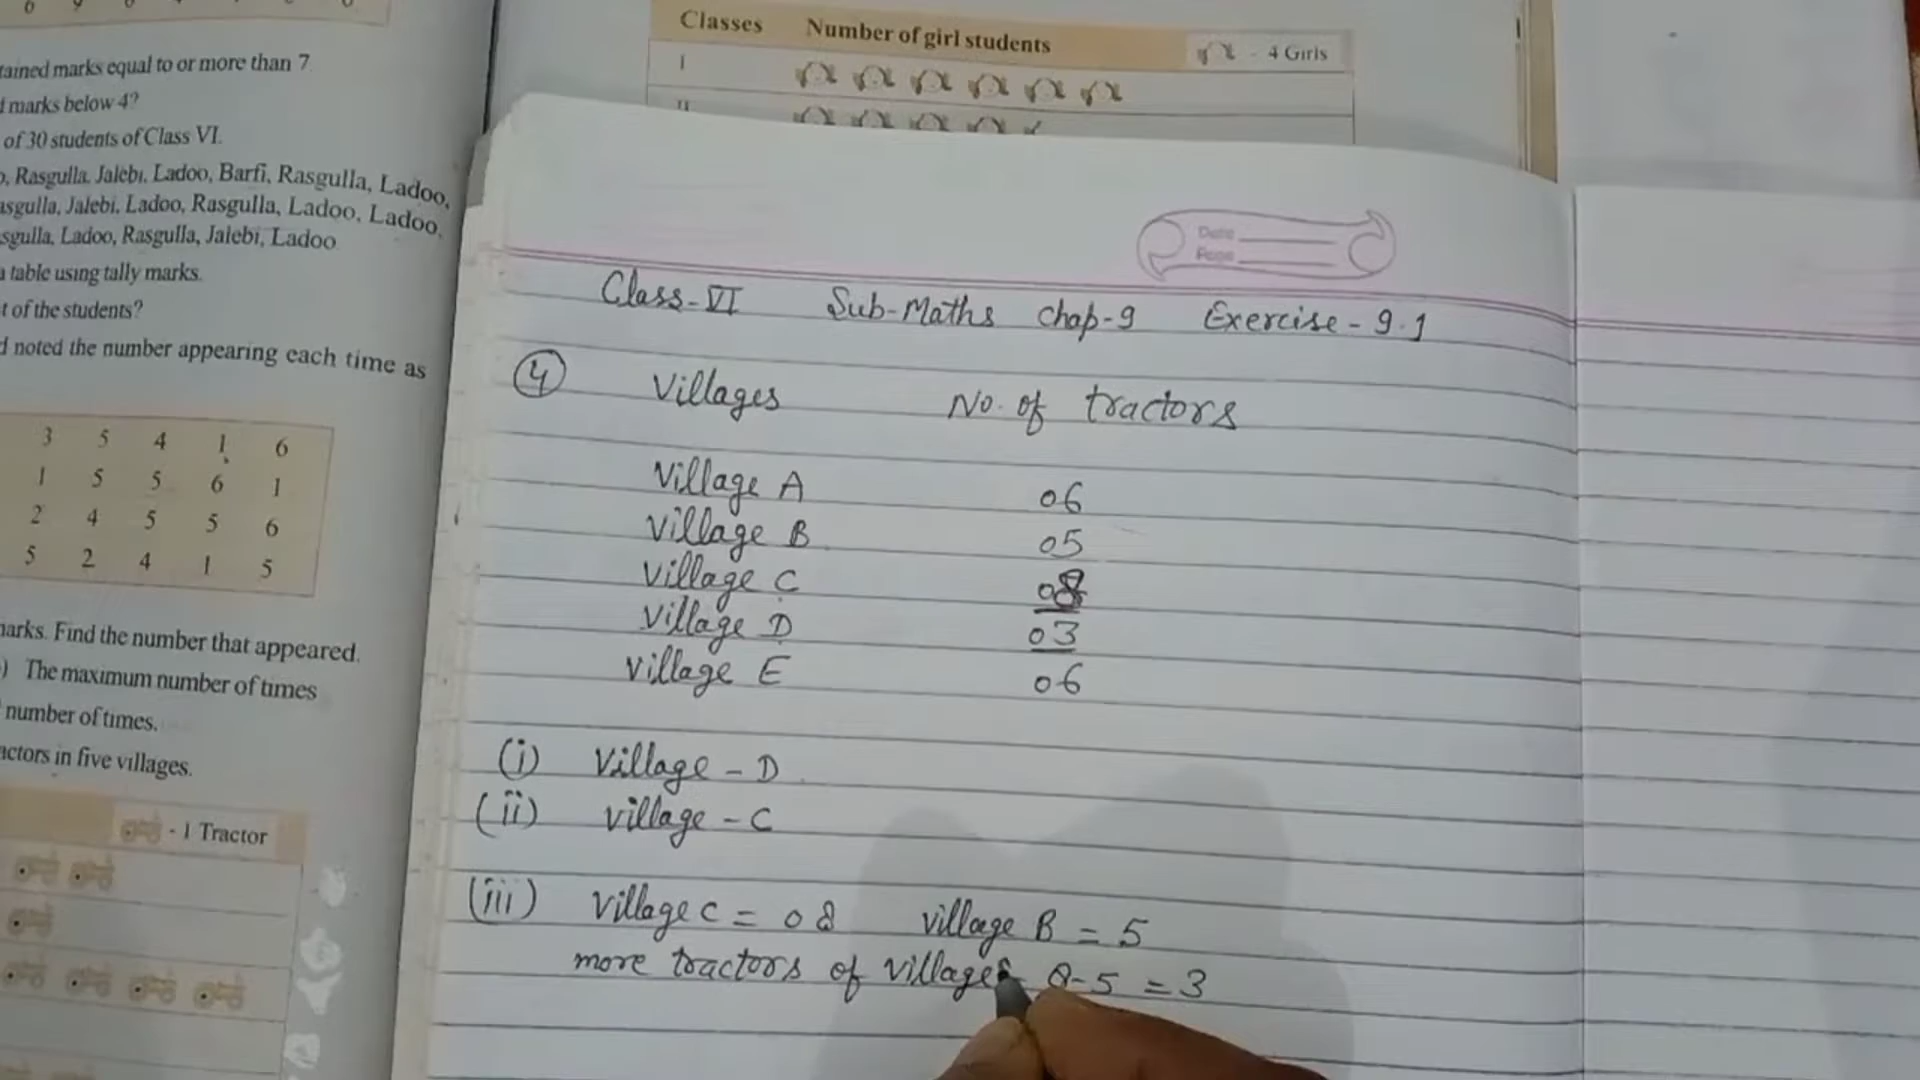 tained marks equal to or more than 7
marks below 4?
of 30 students of Class VI.
Rasgulla, Jalebi, Ladoo, Barfi, Rasgulla, Ladoo,
asgulla, Jalebi, Ladoo, Rasgulla, Ladoo, Ladoo,
sgulla, Ladoo, Rasgulla, Jalebi, Ladoo
a table using tally marks.
t of the students?
d noted the number appearing each time as
3 5 4 1 6
1 5 5 6 1
2 4 5 5 6
5 2 4 1 5
narks. Find the number that appeared.
) The maximum number of times
number of times.
actors in five villages.
- 1 Tractor
Classes Number of girl students - 4 Girls
I
II
Date
Page
Class-VI Sub-Maths Chap-9 Exercise-9.1
4 Villages No. of tractors
Village A 06
Village B 05
Village C 08
Village D 03
Village E 06
(i) Village - D
(ii) Village - C
(iii) Village C = 08 Village B = 5
more tractors of village 8-5 = 3